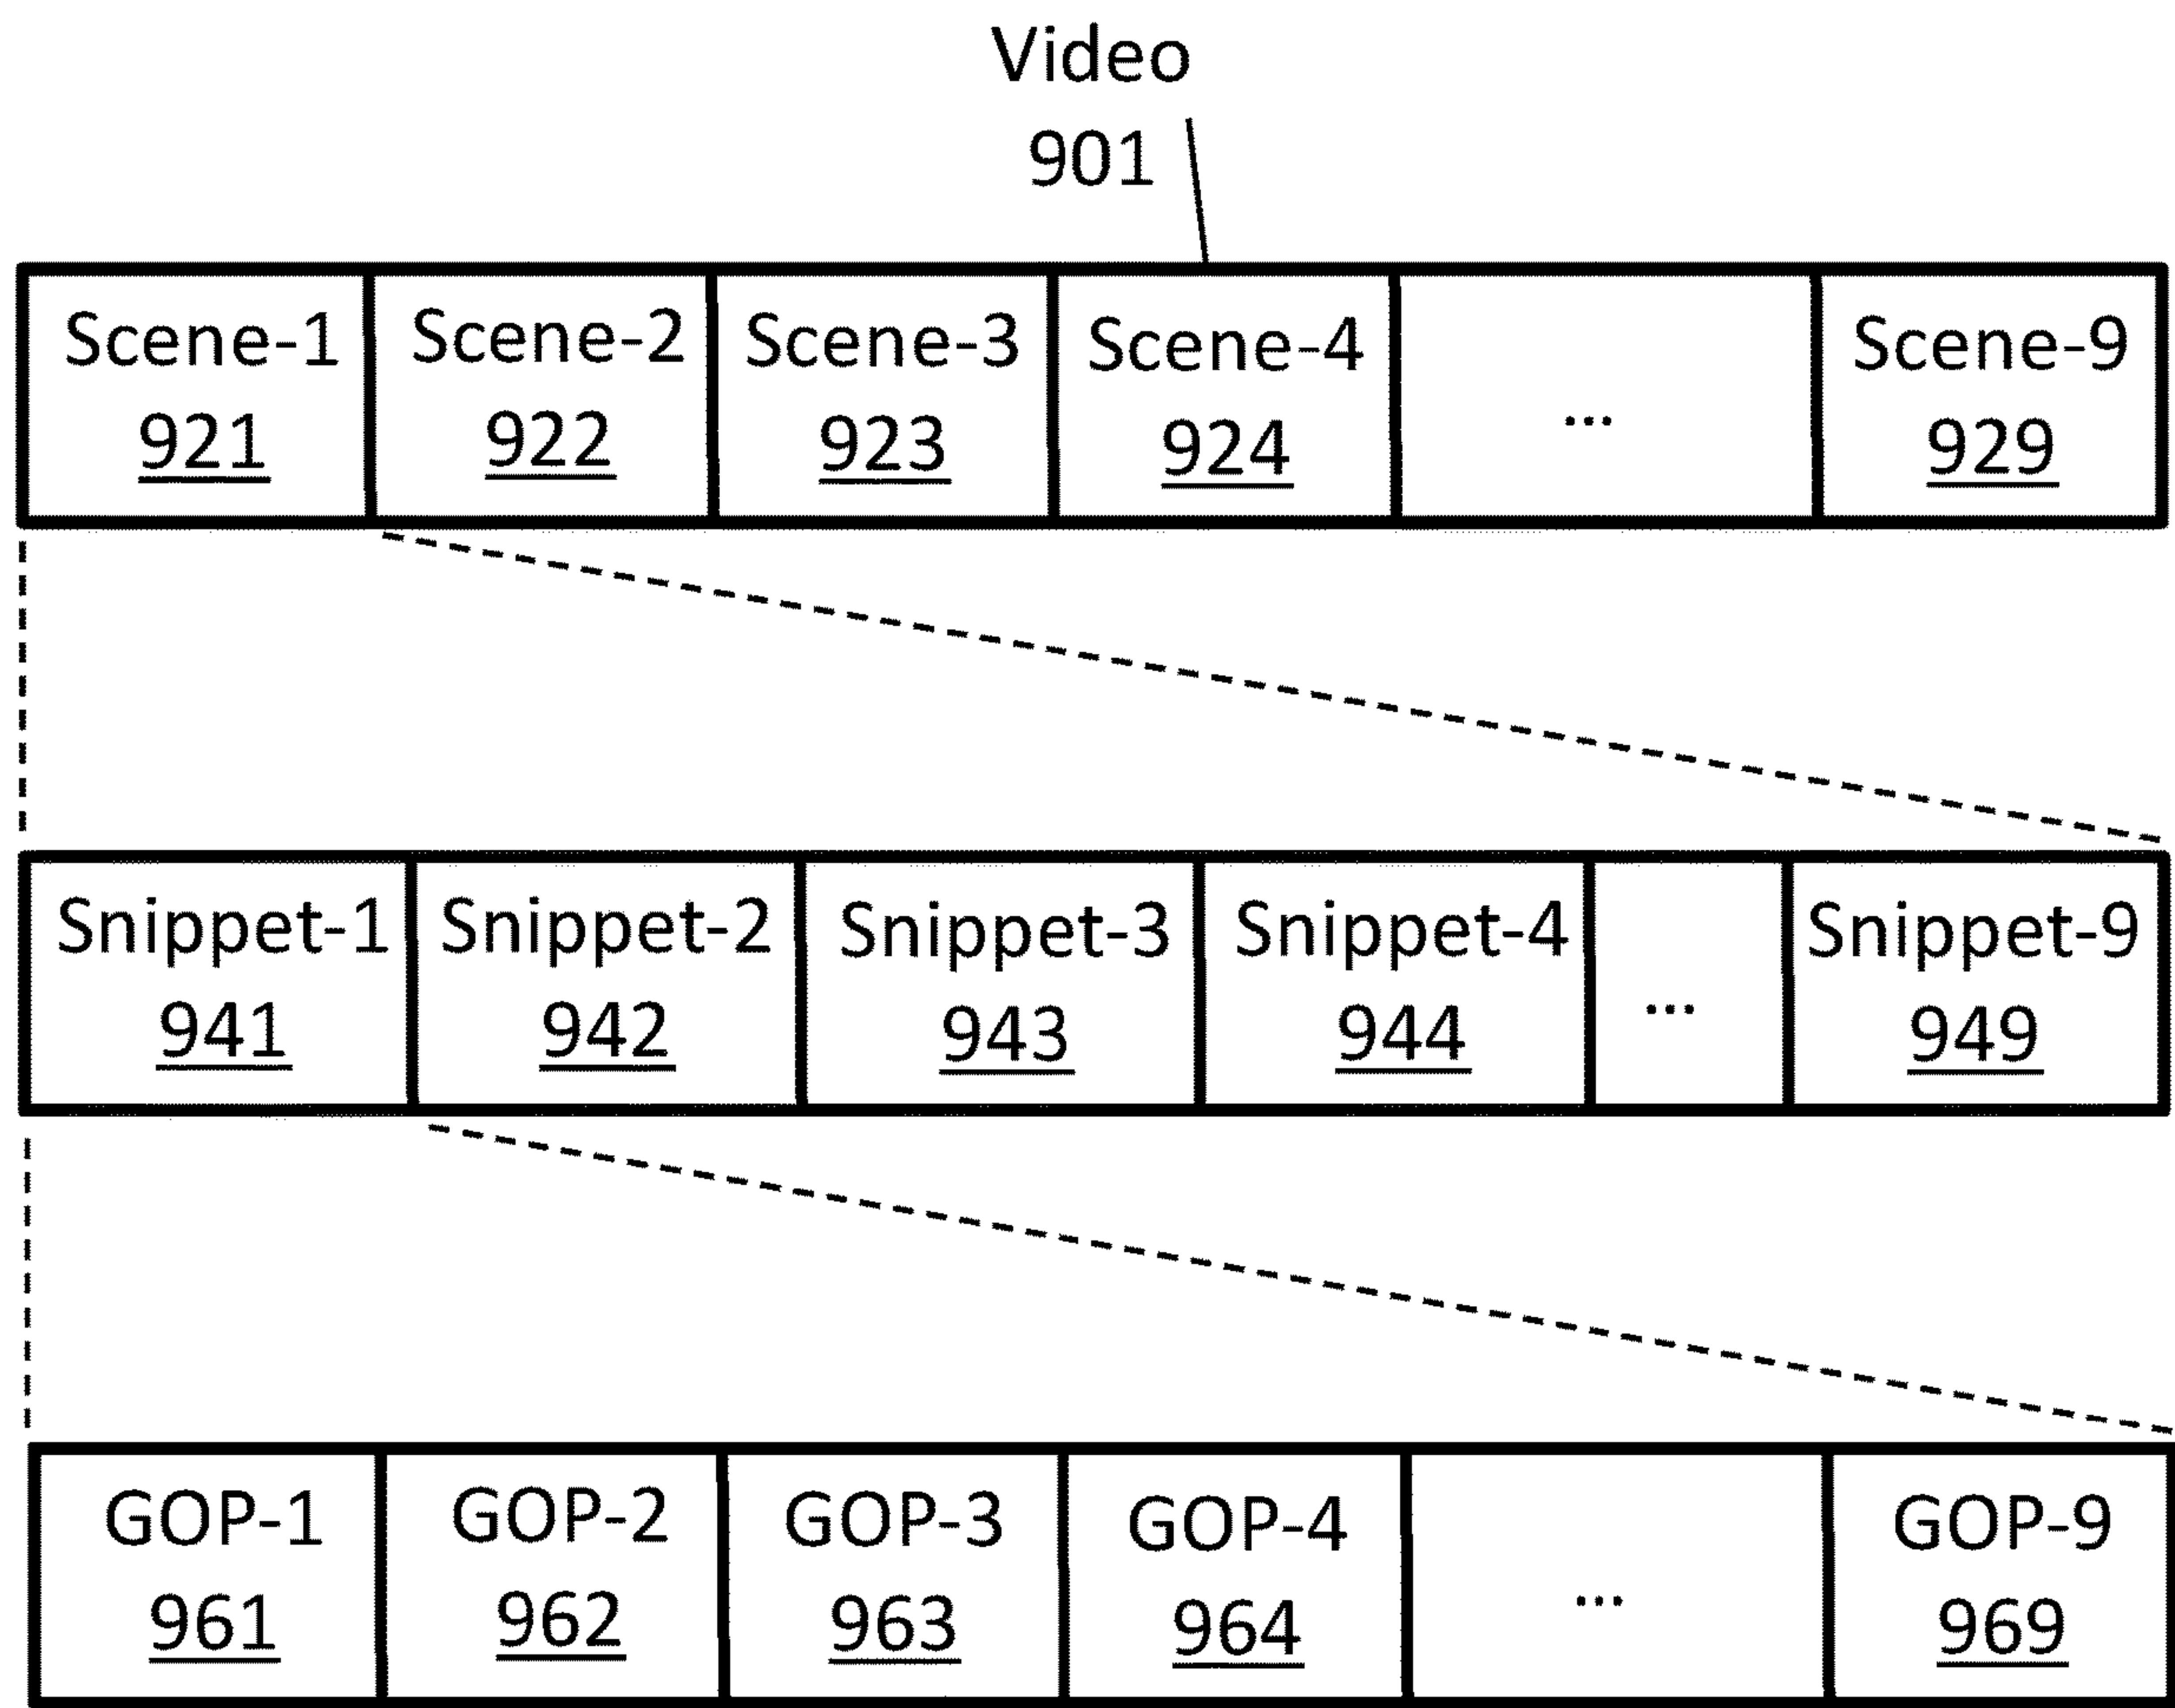 Video
901
Scene-1 Scene-2 Scene-3 Scene-4 ... Scene-9
921 922 923 924 929
Snippet-1 Snippet-2 Snippet-3 Snippet-4 ... Snippet-9
941 942 943 944 949
GOP-1 GOP-2 GOP-3 GOP-4 ... GOP-9
961 962 963 964 969